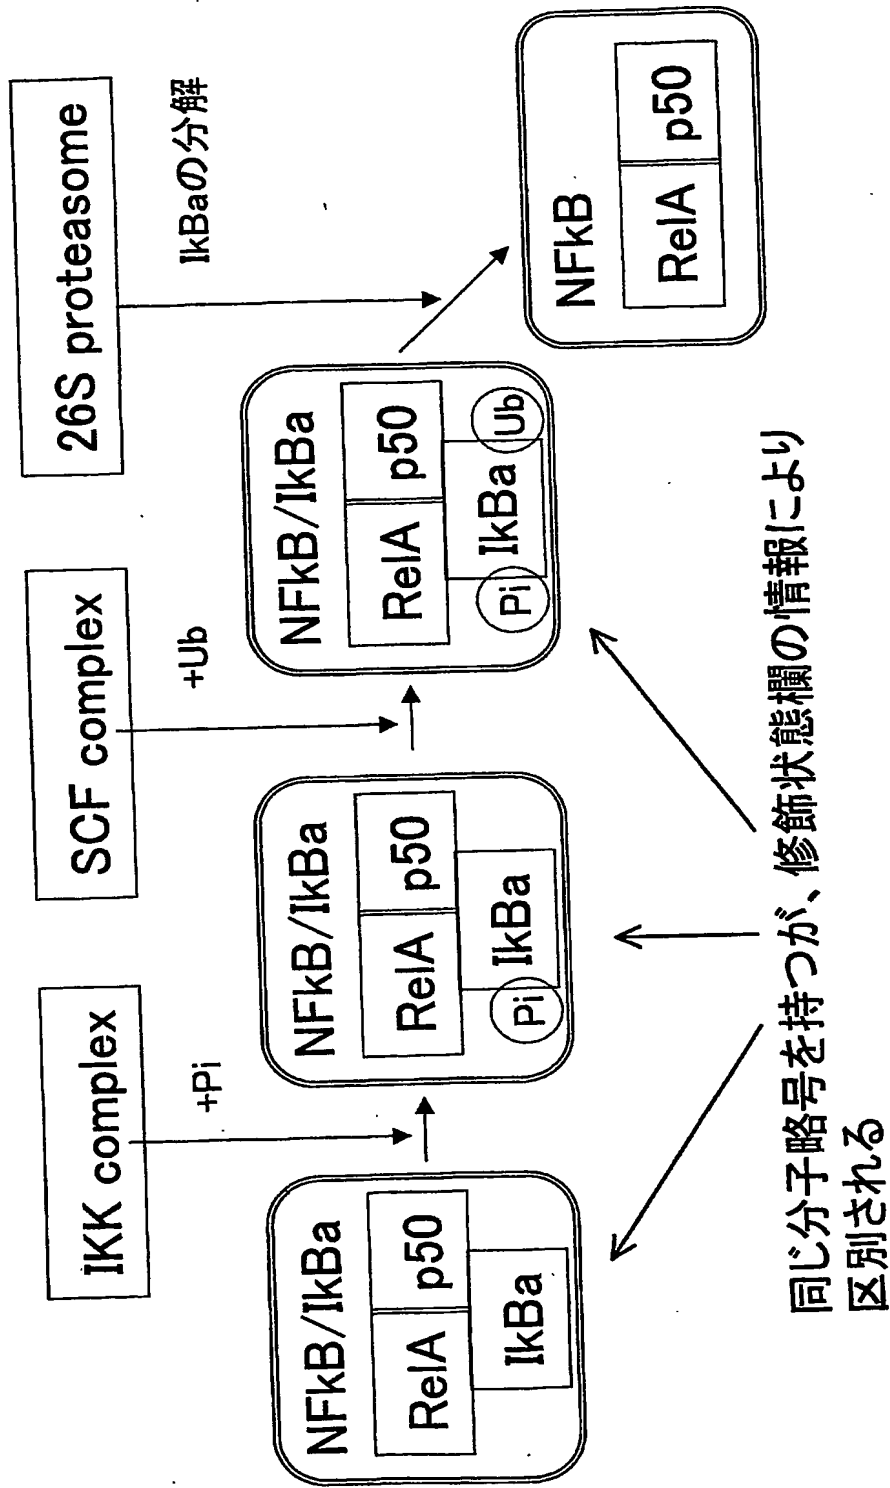 IKK complex
+Pi
SCF complex
+Ub
26S proteasome
IkBaの分解
NFkB/IkBa
RelA p50
IkBa
NFkB/IkBa
RelA p50
Pi IkBa
NFkB/IkBa
RelA p50
Pi IkBa Ub
NFkB
RelA p50
同じ分子略号を持つが、修飾状態欄の情報により
区別される